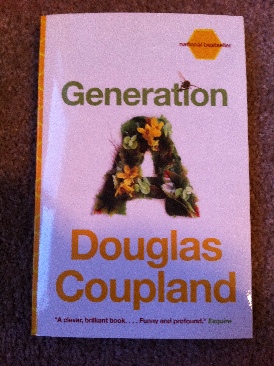 national bestseller
Generation
A
Douglas
Coupland
"A clever, brilliant book. . . . Funny and profound." Esquire